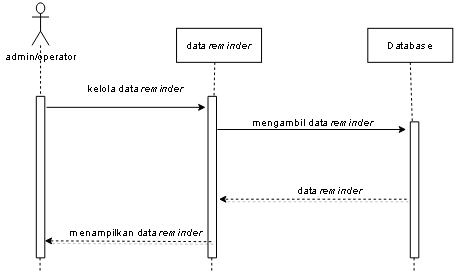 data reminder
Database
admin/operator
kelola data reminder
mengambil data reminder
data reminder
menampilkan data reminder